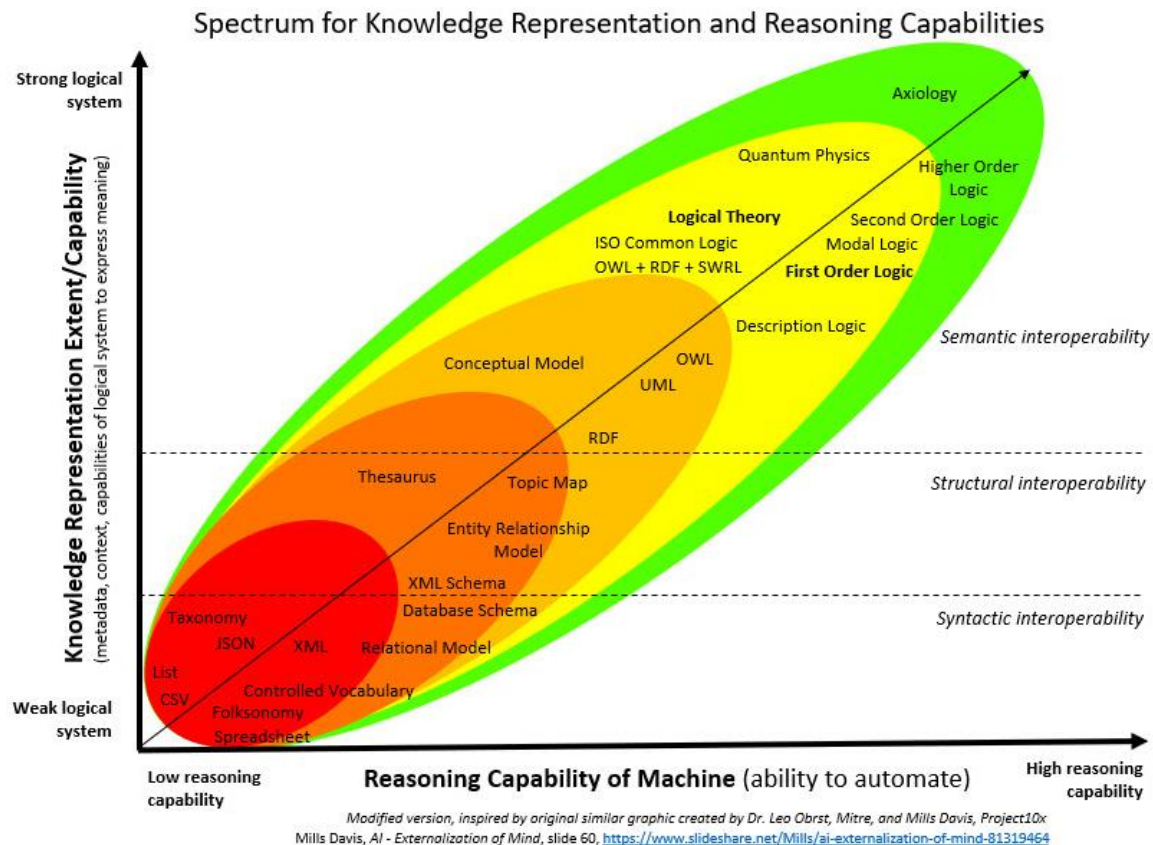 Spectrum for Knowledge Representation and Reasoning Capabilities
Strong logical
system
Knowledge Representation Extent/Capability
(metadata, context, capabilities of logical system to express meaning)
Weak logical
system
Axiology
Quantum Physics
Higher Order
Logic
Logical Theory
Second Order Logic
ISO Common Logic
Modal Logic
OWL + RDF + SWRL
First Order Logic
Description Logic
Semantic interoperability
Conceptual Model
OWL
UML
RDF
Thesaurus
Topic Map
Structural interoperability
Entity Relationship
Model
XML Schema
Database Schema
Syntactic interoperability
Taxonomy
JSON
XML
Relational Model
List
CSV
Controlled Vocabulary
Folksonomy
Spreadsheet
Low reasoning
capability
Reasoning Capability of Machine (ability to automate)
High reasoning
capability
Modified version, inspired by original similar graphic created by Dr. Leo Obrst, Mitre, and Mills Davis, Project10x
Mills Davis, AI - Externalization of Mind, slide 60, https://www.slideshare.net/Mills/ai-externalization-of-mind-81319464